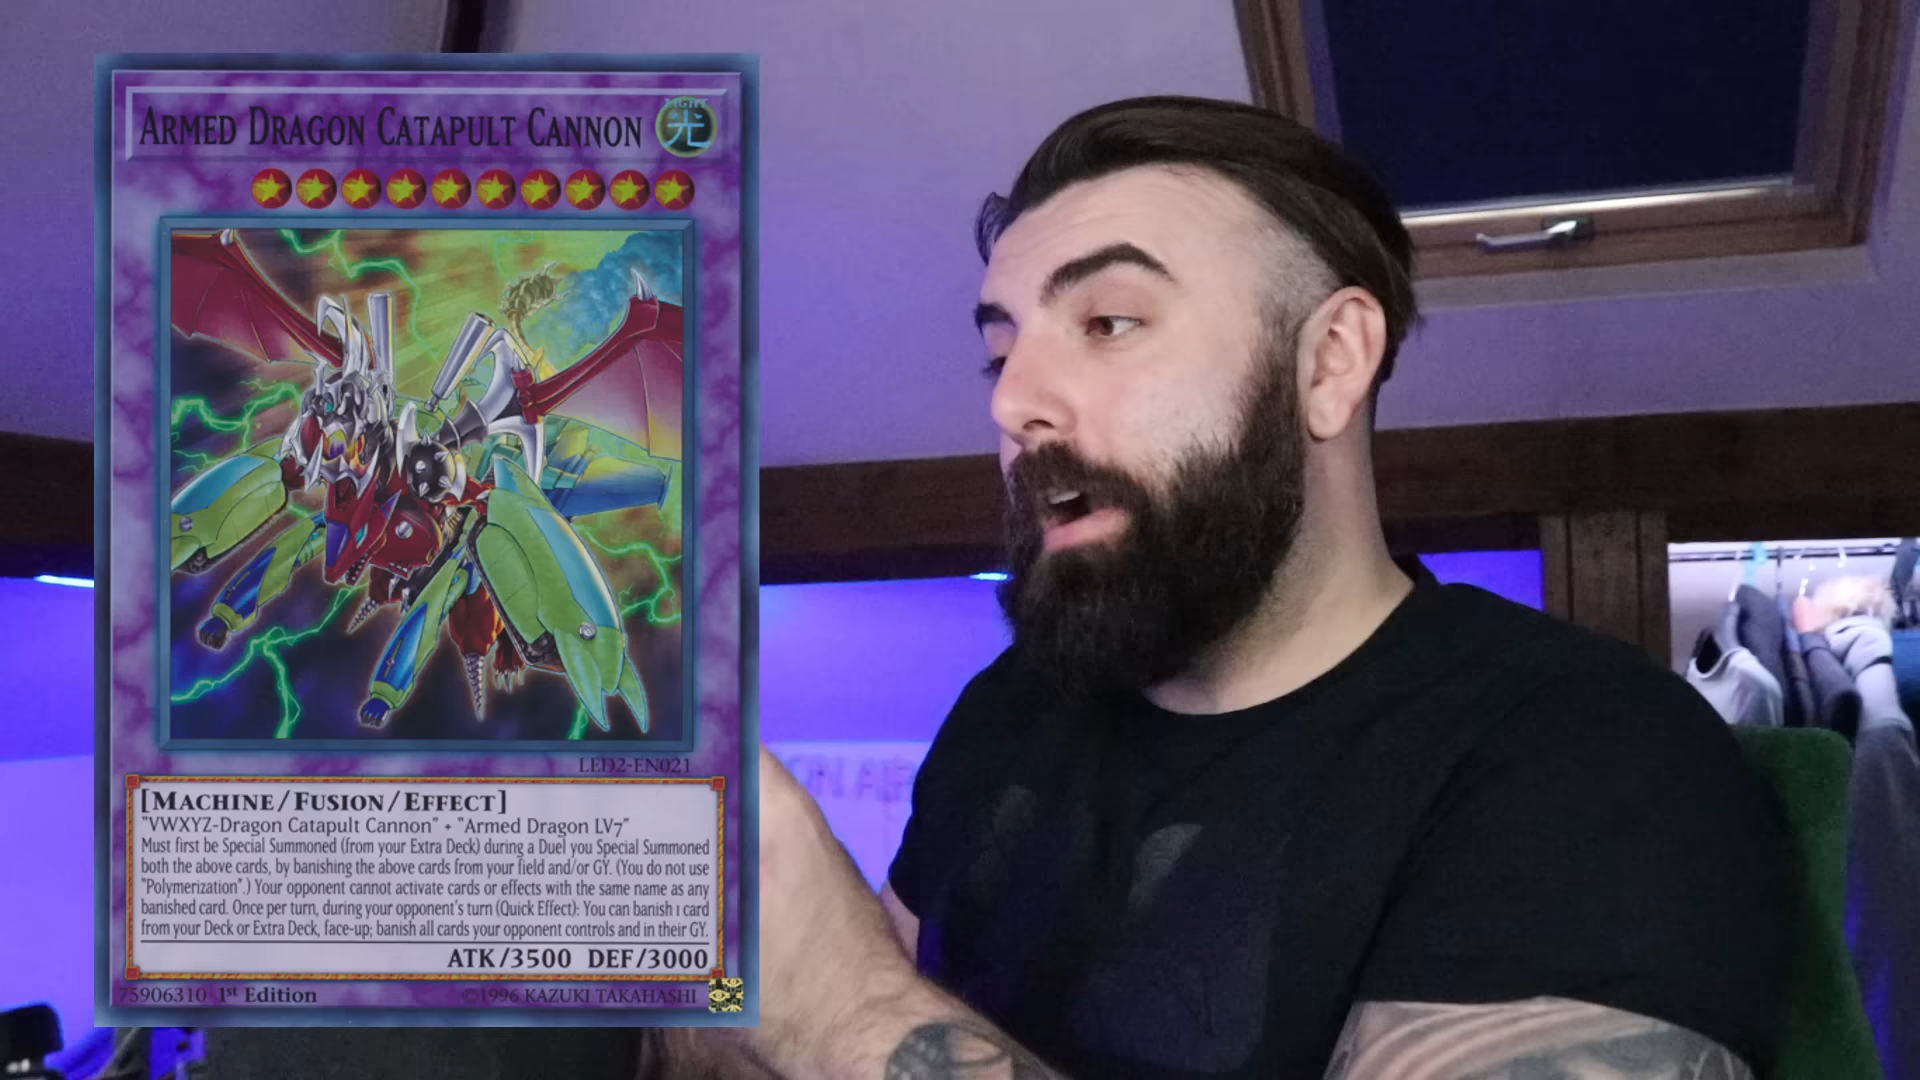 ARMED DRAGON CATAPULT CANNON
LIGHT
光
LED2-EN021
[MACHINE/FUSION/EFFECT]
"VWXYZ-Dragon Catapult Cannon" + "Armed Dragon LV7"
Must first be Special Summoned (from your Extra Deck) during a Duel you Special Summoned
both the above cards, by banishing the above cards from your field and/or GY. (You do not use
"Polymerization".) Your opponent cannot activate cards or effects with the same name as any
banished card. Once per turn, during your opponent's turn (Quick Effect): You can banish 1 card
from your Deck or Extra Deck, face-up; banish all cards your opponent controls and in their GY.
ATK/3500 DEF/3000
75906310 1st Edition ©1996 KAZUKI TAKAHASHI